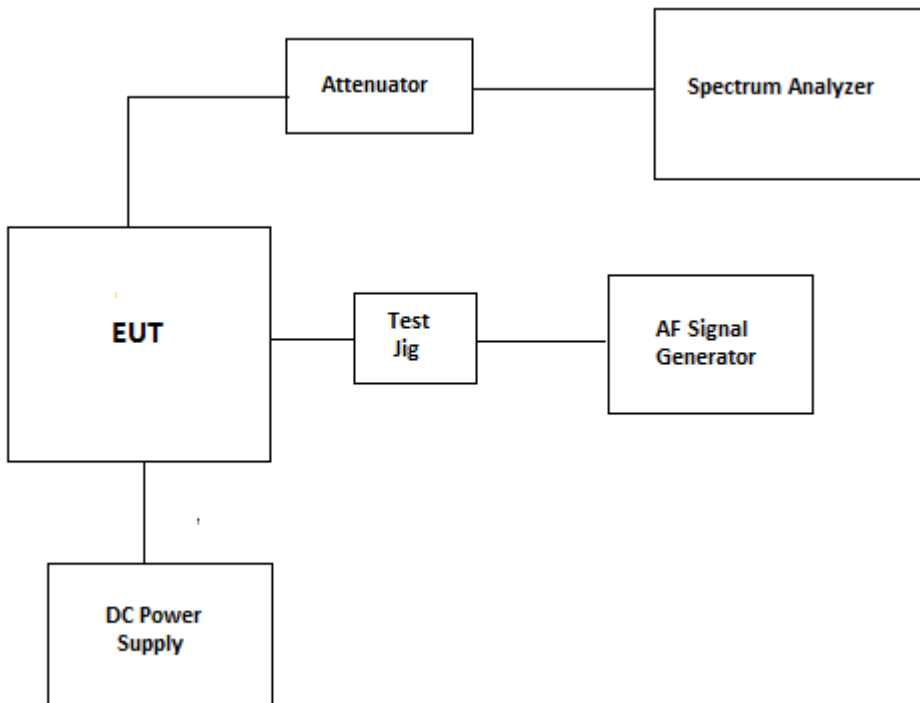 Attenuator
Spectrum Analyzer
EUT
Test
Jig
AF Signal
Generator
DC Power
Supply